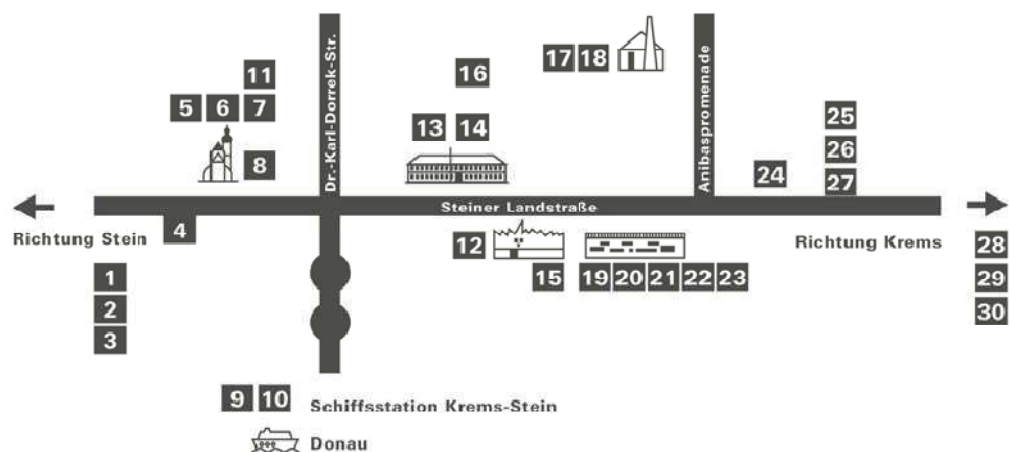 17 18
11
16
5 6 7
25
13 14
26
8
24
27
Dr.-Karl-Dorrek-Str.
Anibaspromenade
Steiner Landstraße
4
Richtung Stein
12
Richtung Krems
28
1
15
19 20 21 22 23
29
2
30
3
9 10
Schiffsstation Krems-Stein
Donau